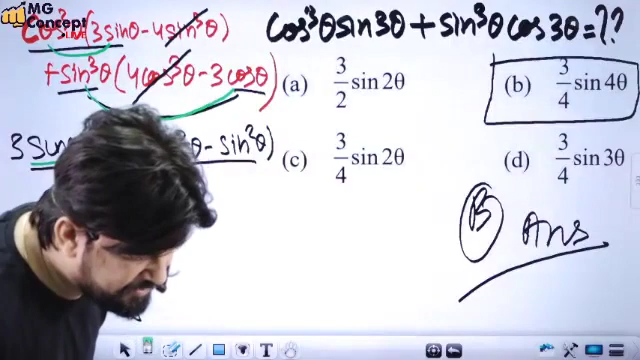 MG Concept
cos³θ sin3θ + sin³θ cos3θ = ??
cos³θ(3sinθ - 4sin³θ)
+ sin³θ(4cos³θ - 3cosθ)
(a) 3/2 sin 2θ
(b) 3/4 sin 4θ
θ - sin³θ)
(c) 3/4 sin 2θ
(d) 3/4 sin 3θ
B Ans
T